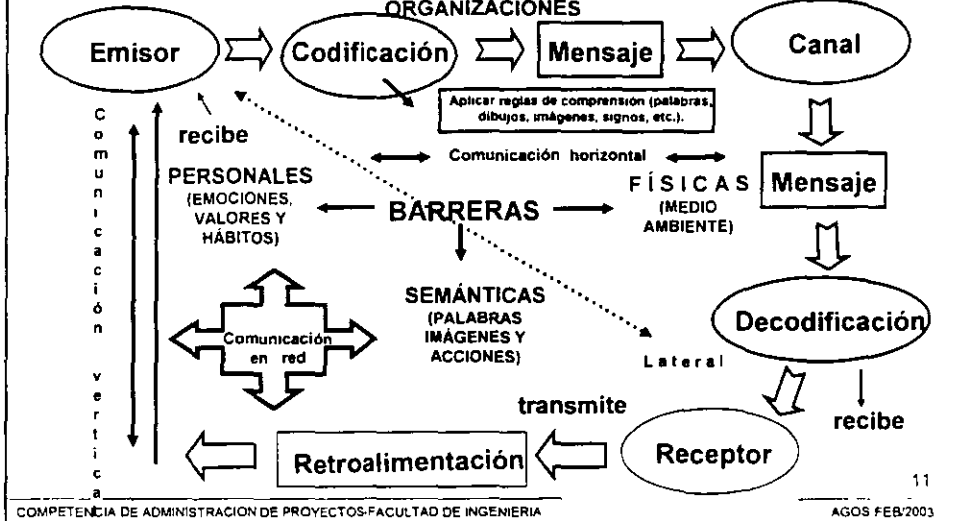 ORGANIZACIONES
Emisor
Codificación
Mensaje
Canal
Aplicar reglas de comprensión (palabras,
dibujos, imágenes, signos, etc.).
recibe
Comunicación horizontal
Comunicación vertical
PERSONALES
(EMOCIONES,
VALORES Y
HÁBITOS)
BARRERAS
FÍSICAS
(MEDIO
AMBIENTE)
Mensaje
SEMÁNTICAS
(PALABRAS
IMÁGENES Y
ACCIONES)
Comunicación
en red
Decodificación
Lateral
recibe
transmite
Retroalimentación
Receptor
11
COMPETENCIA DE ADMINISTRACION DE PROYECTOS-FACULTAD DE INGENIERIA
AGOS FEB/2003